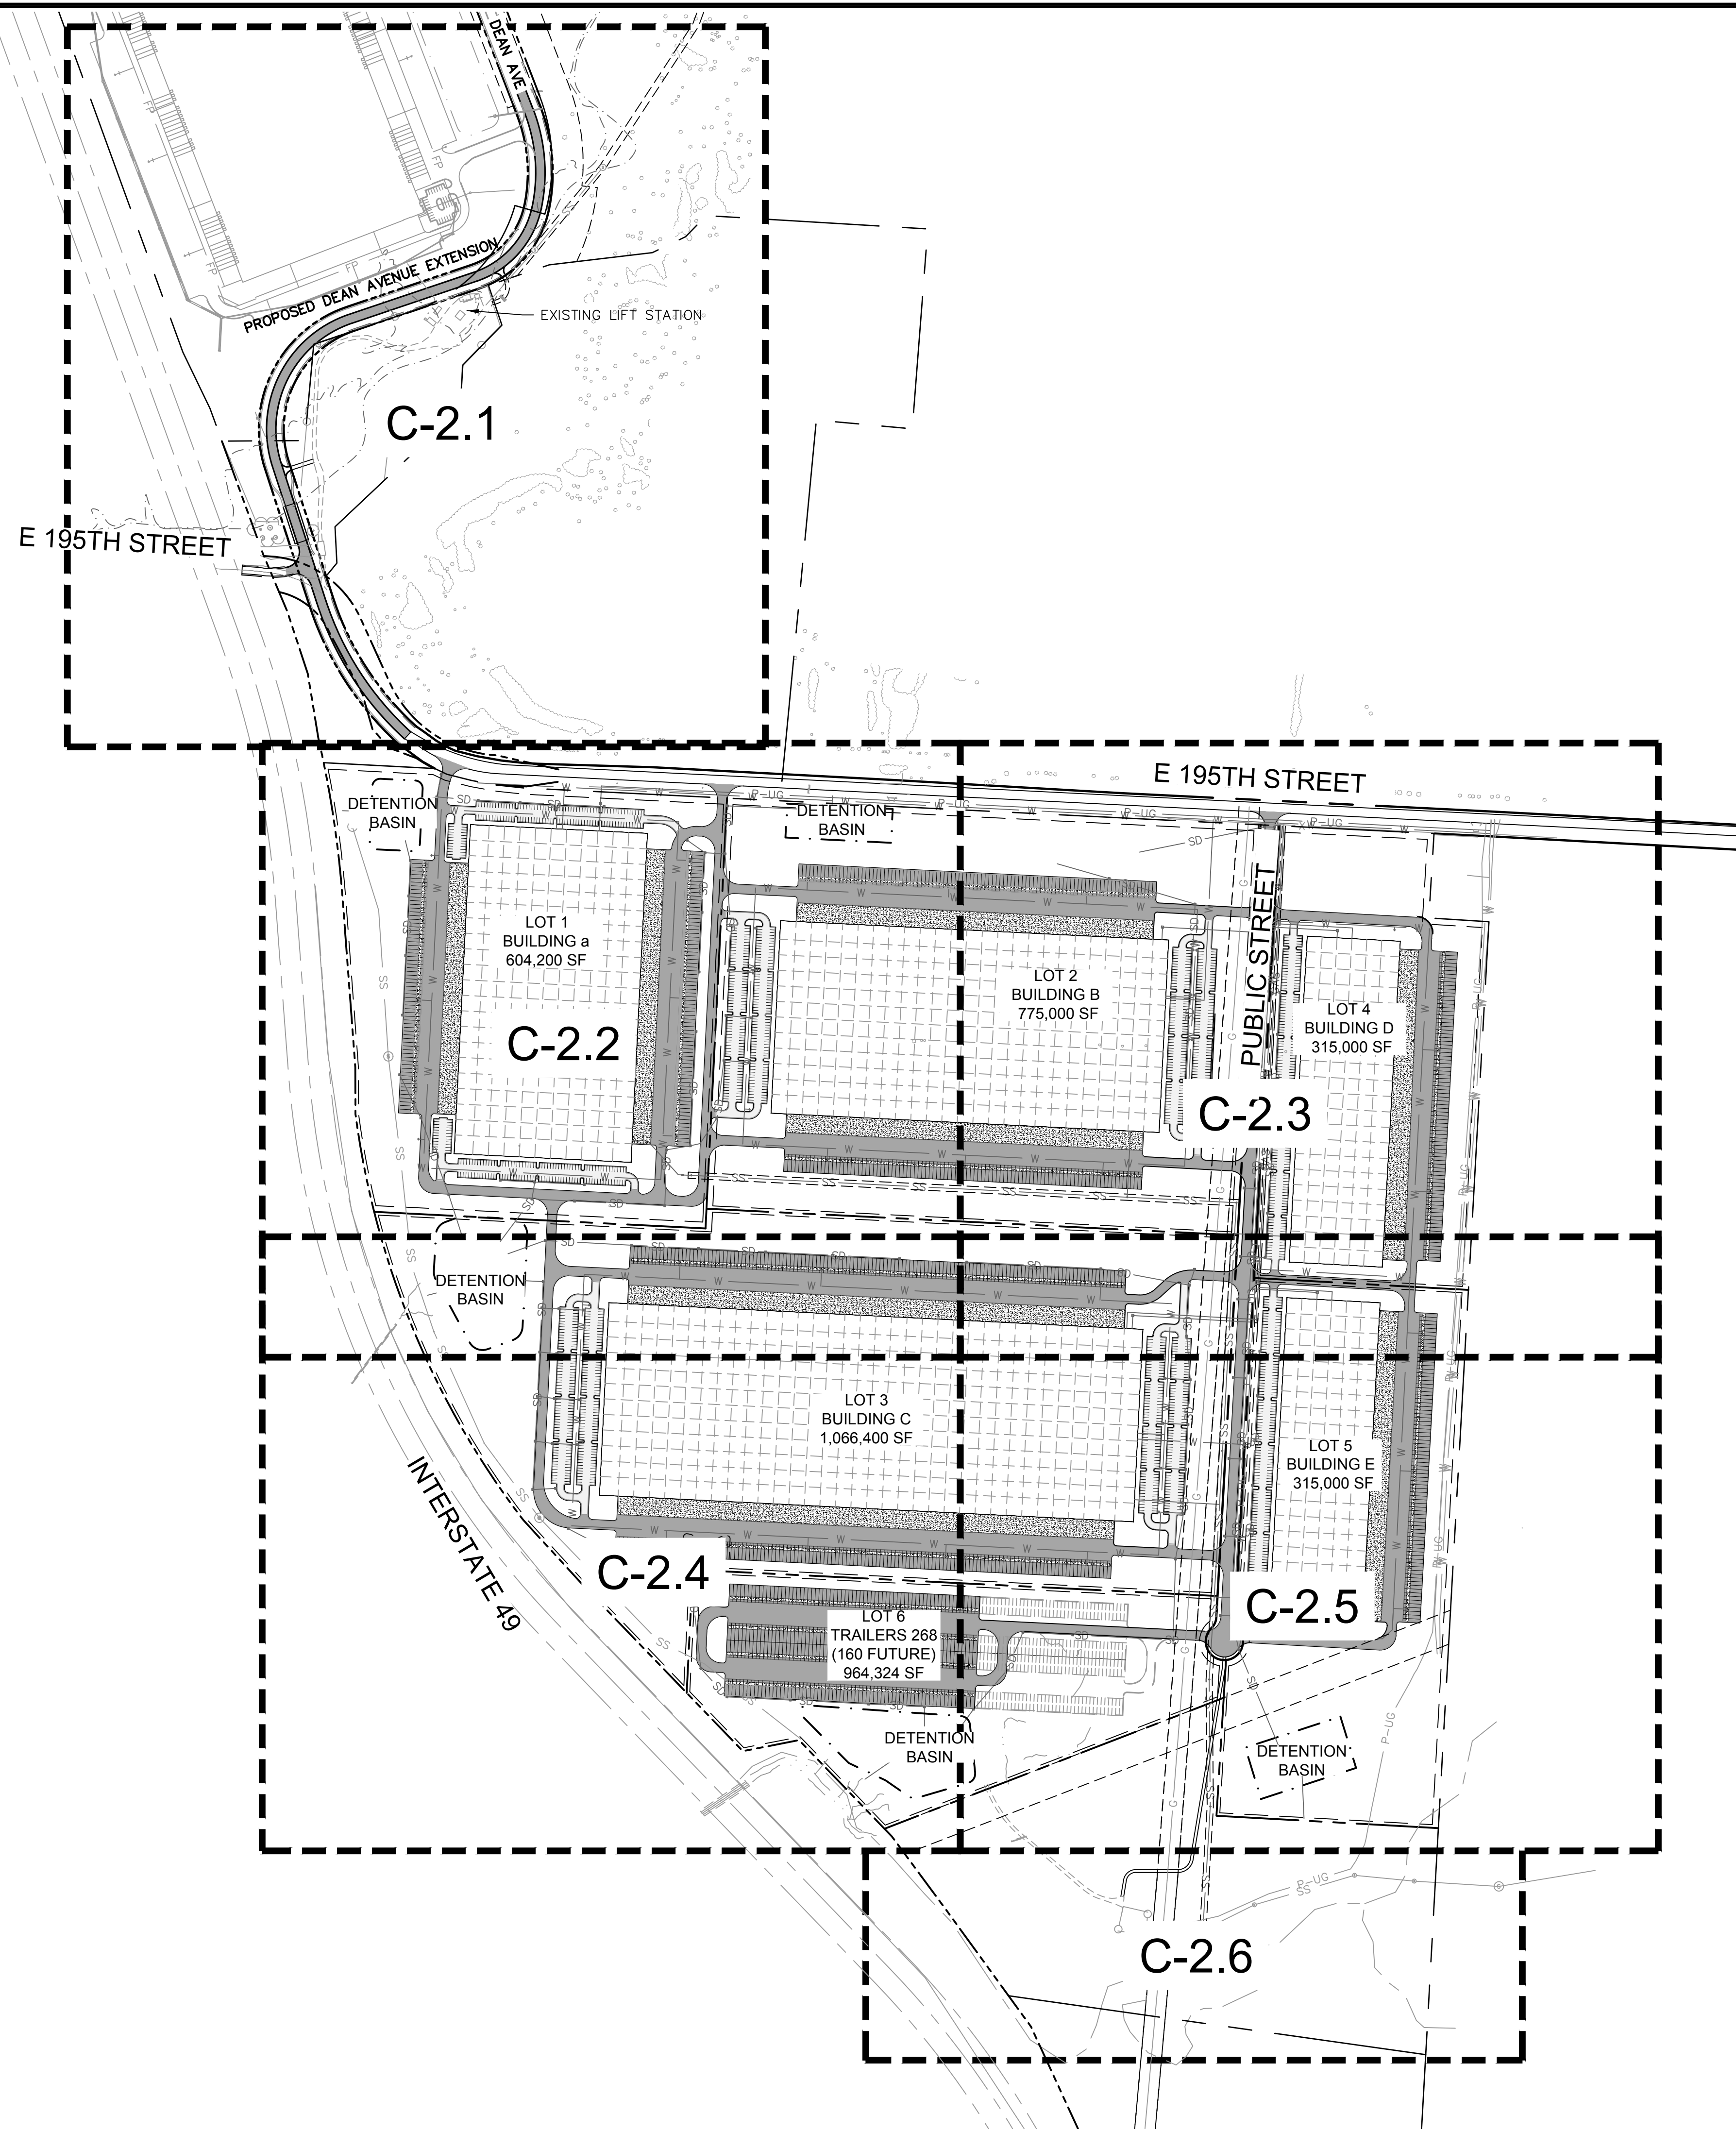 DEAN AVE
PROPOSED DEAN AVENUE EXTENSION
EXISTING LIFT STATION
C-2.1
E 195TH STREET
E 195TH STREET
DETENTION
BASIN
DETENTION
BASIN
PUBLIC STREET
LOT 1
BUILDING a
604,200 SF
C-2.2
LOT 2
BUILDING B
775,000 SF
LOT 4
BUILDING D
315,000 SF
C-2.3
DETENTION
BASIN
LOT 3
BUILDING C
1,066,400 SF
LOT 5
BUILDING E
315,000 SF
INTERSTATE 49
C-2.4
C-2.5
LOT 6
TRAILERS 268
(160 FUTURE)
964,324 SF
DETENTION
BASIN
DETENTION
BASIN
C-2.6